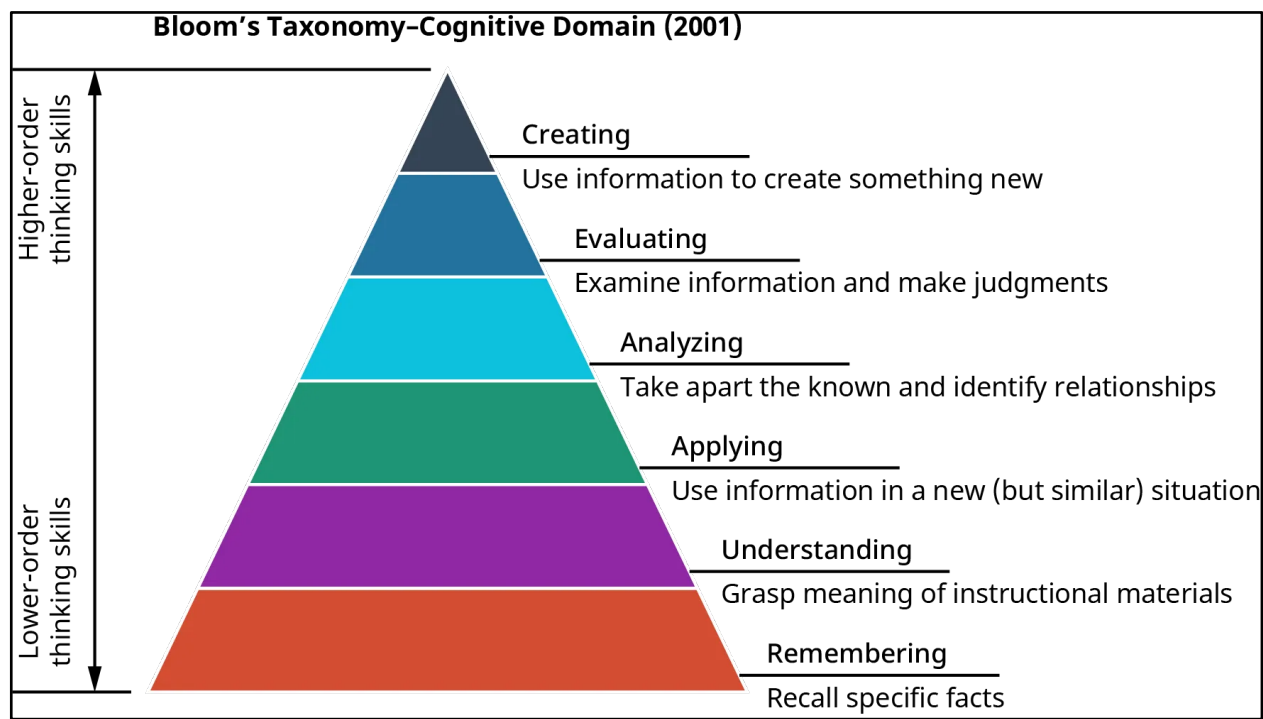 Bloom’s Taxonomy–Cognitive Domain (2001)
Higher-order
thinking skills
Lower-order
thinking skills
Creating
Use information to create something new
Evaluating
Examine information and make judgments
Analyzing
Take apart the known and identify relationships
Applying
Use information in a new (but similar) situation
Understanding
Grasp meaning of instructional materials
Remembering
Recall specific facts